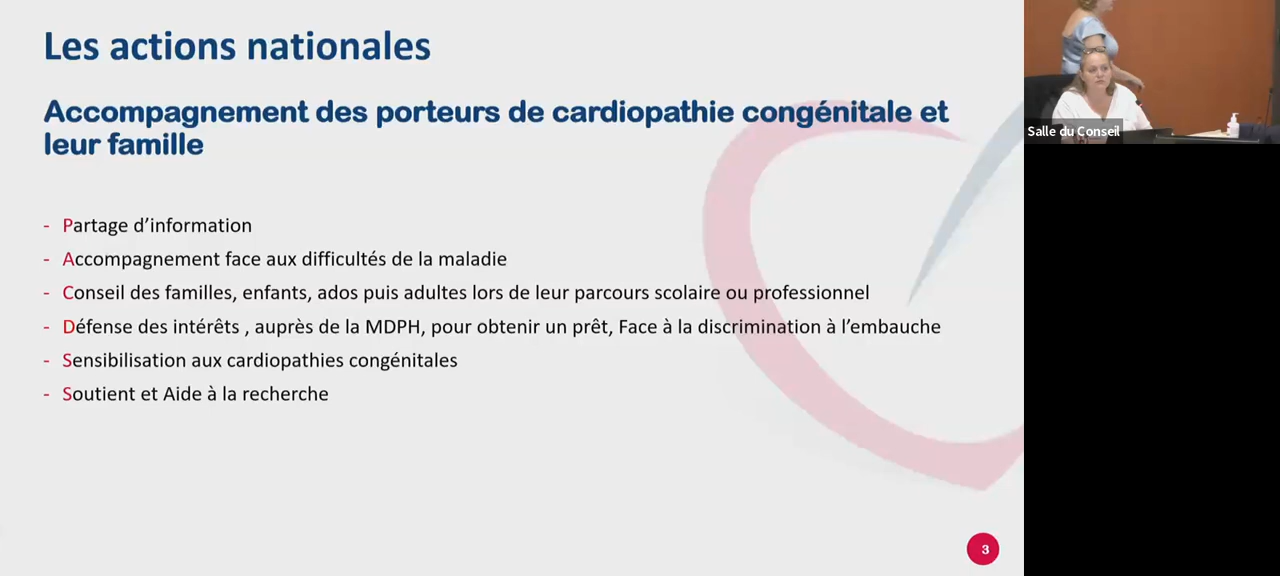 Les actions nationales
Accompagnement des porteurs de cardiopathie congénitale et
leur famille
- Partage d’information
- Accompagnement face aux difficultés de la maladie
- Conseil des familles, enfants, ados puis adultes lors de leur parcours scolaire ou professionnel
- Défense des intérêts , auprès de la MDPH, pour obtenir un prêt, Face à la discrimination à l’embauche
- Sensibilisation aux cardiopathies congénitales
- Soutient et Aide à la recherche
3
Salle du Conseil